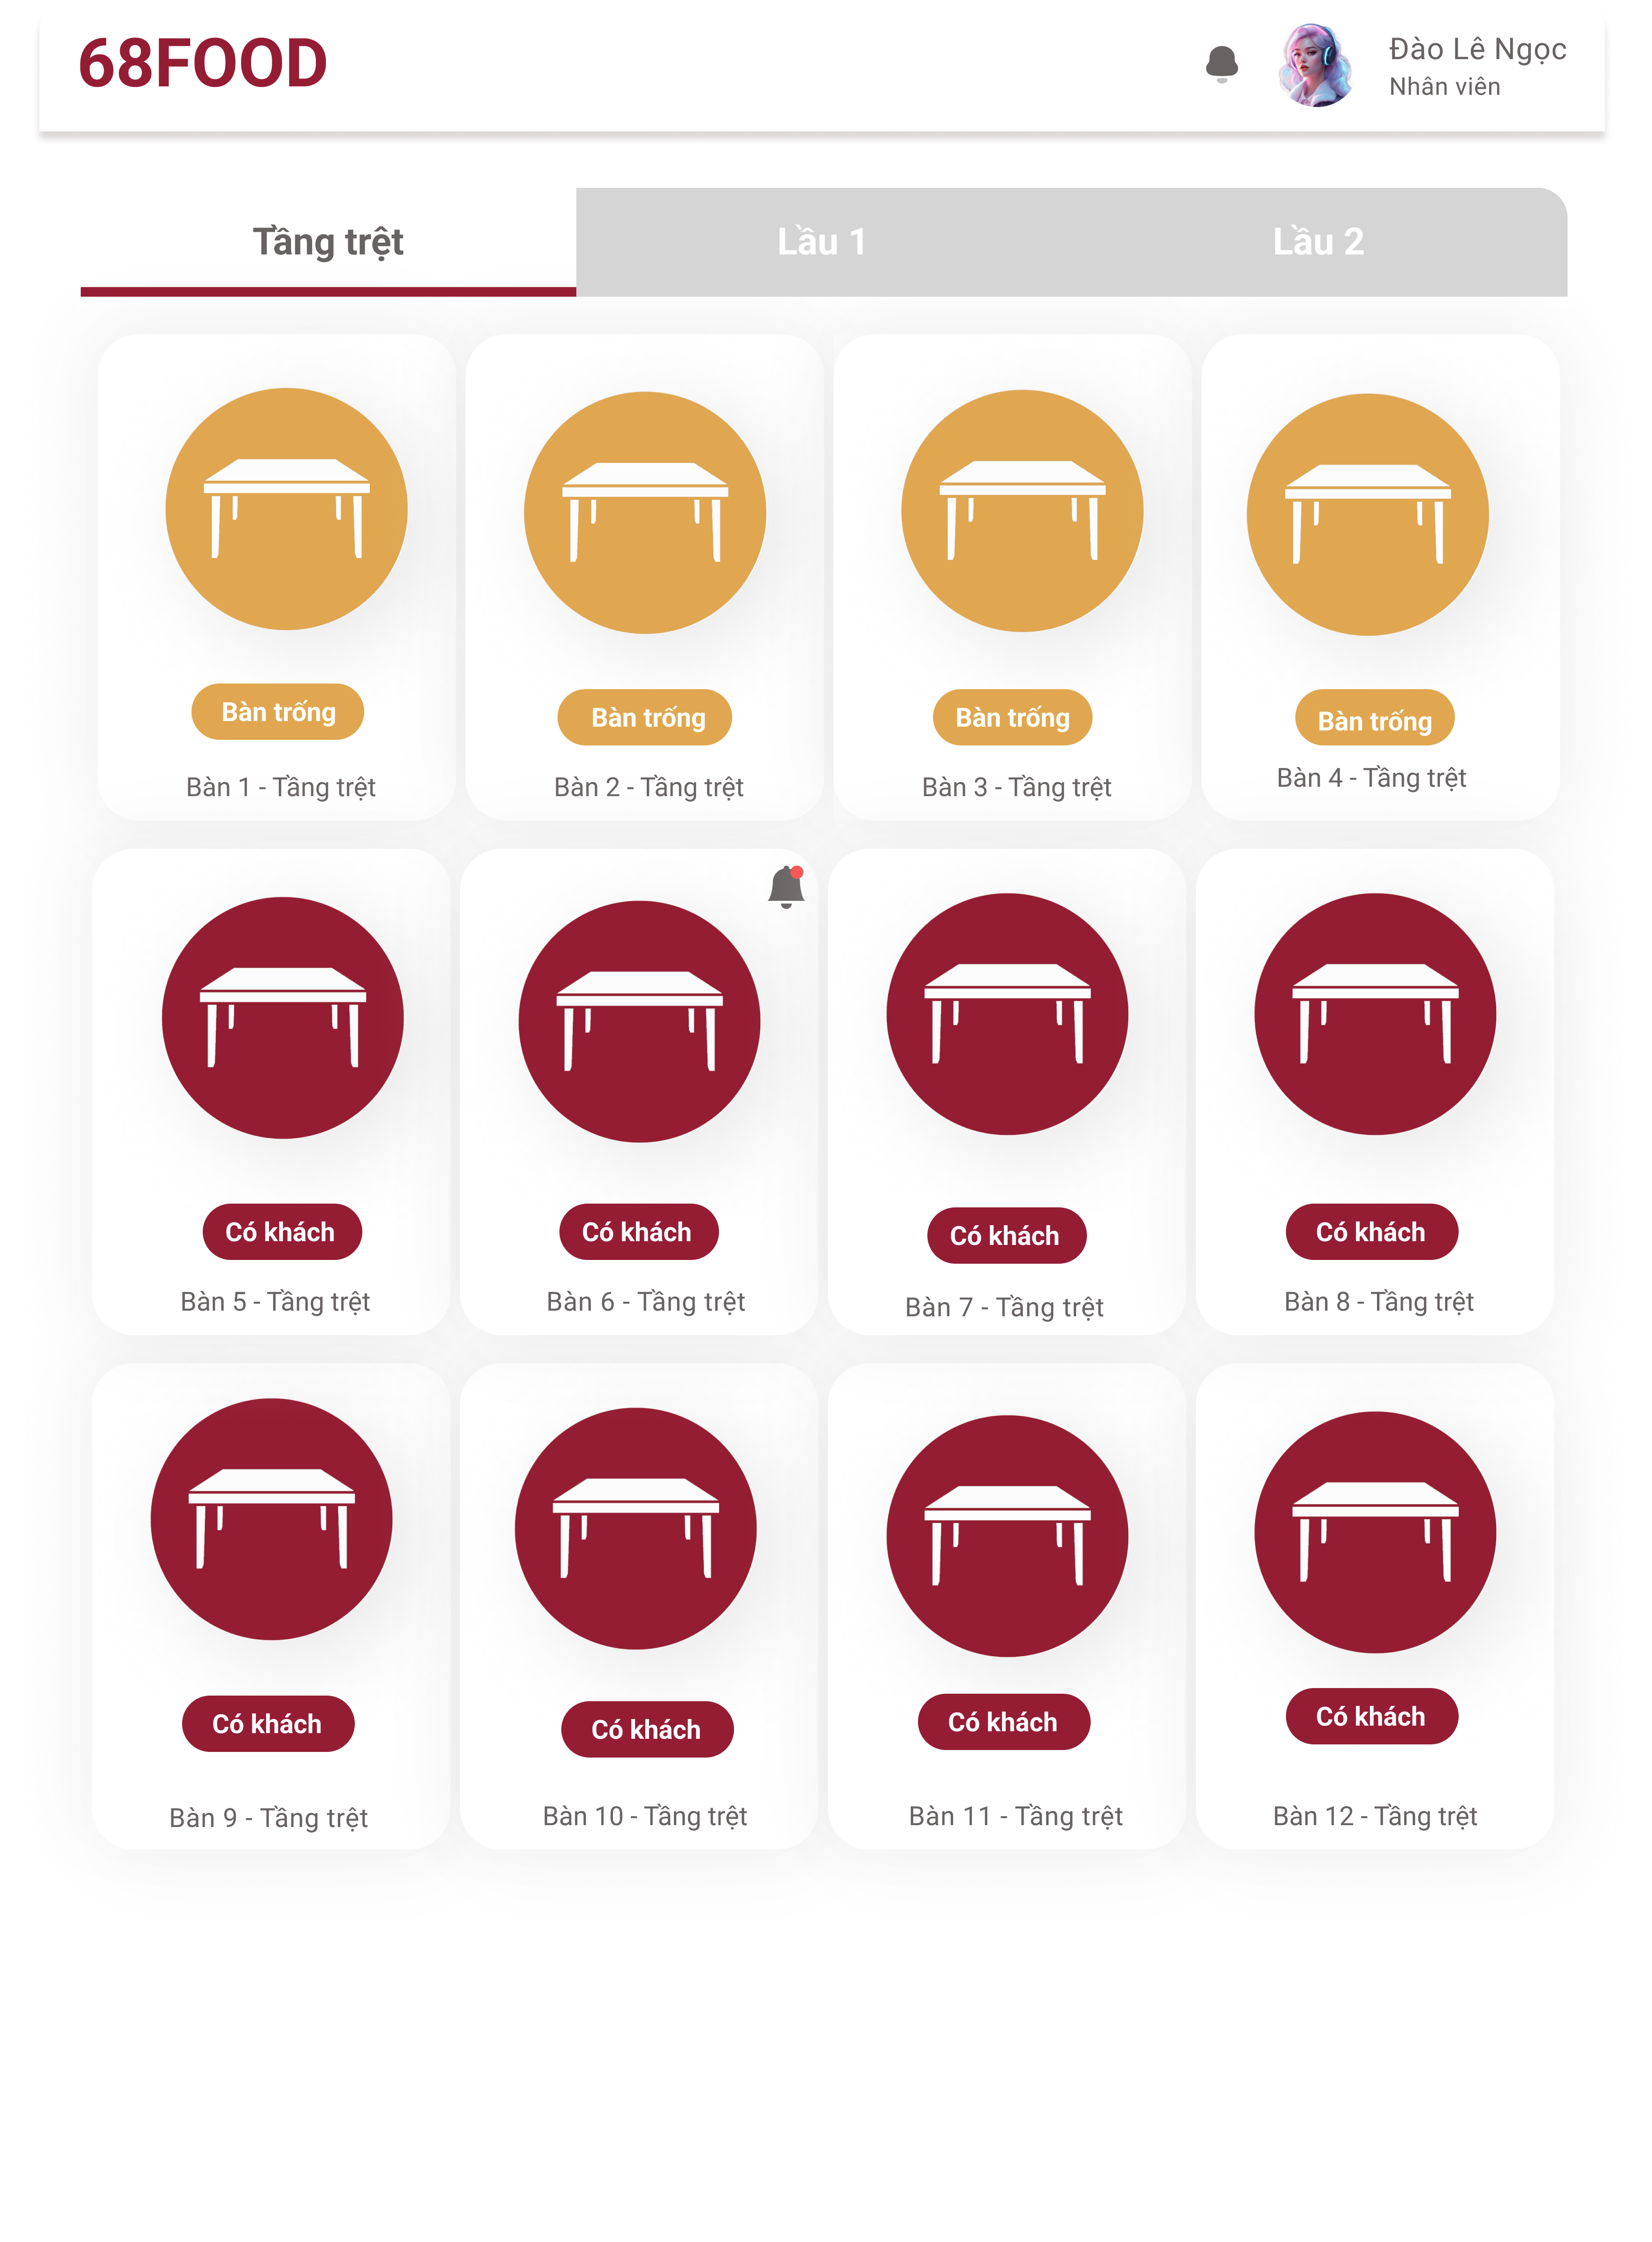 68FOOD
Đào Lê Ngọc
Nhân viên
Tầng trệt
Lầu 1
Lầu 2
Bàn trống
Bàn trống
Bàn trống
Bàn trống
Bàn 1 - Tầng trệt
Bàn 2 - Tầng trệt
Bàn 3 - Tầng trệt
Bàn 4 - Tầng trệt
Có khách
Có khách
Có khách
Có khách
Bàn 5 - Tầng trệt
Bàn 6 - Tầng trệt
Bàn 7 - Tầng trệt
Bàn 8 - Tầng trệt
Có khách
Có khách
Có khách
Có khách
Bàn 9 - Tầng trệt
Bàn 10 - Tầng trệt
Bàn 11 - Tầng trệt
Bàn 12 - Tầng trệt